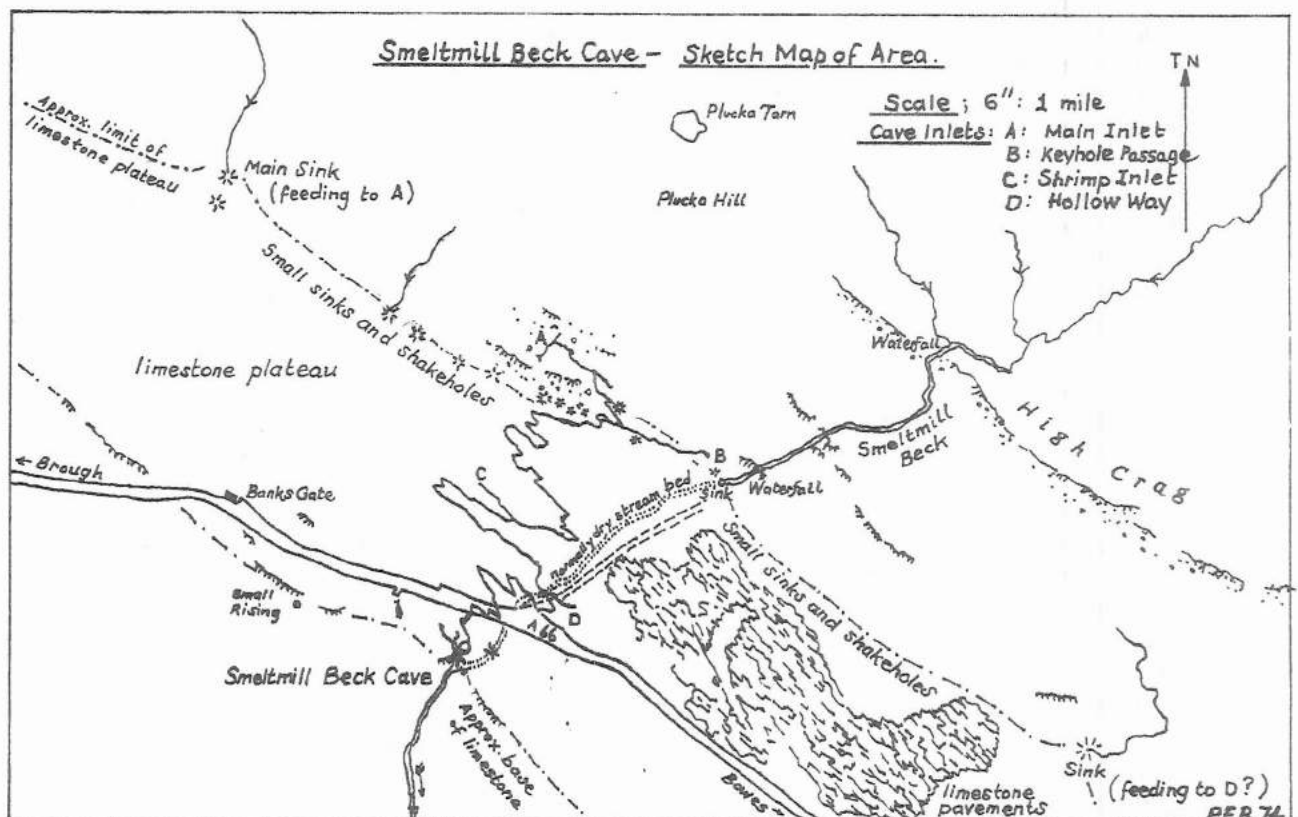 Smeltmill Beck Cave - Sketch Map of Area.
TN
Scale ; 6" : 1 mile
Cave Inlets: A: Main Inlet
B: Keyhole Passage
C: Shrimp Inlet
D: Hollow Way
Plucka Tarn
Plucka Hill
Approx. limit of
limestone plateau
Main Sink
(feeding to A)
Small sinks and shakeholes
limestone plateau
A
Waterfall
High Crag
Smeltmill
Beck
B
Sink
Waterfall
C
normally dry stream bed
← Brough
Banks Gate
Small
Rising
D
A66
Small sinks and shakeholes
Smeltmill Beck Cave
Approx. base
of limestone
Bowes
limestone
pavements
Sink
(feeding to D?)
PER 74